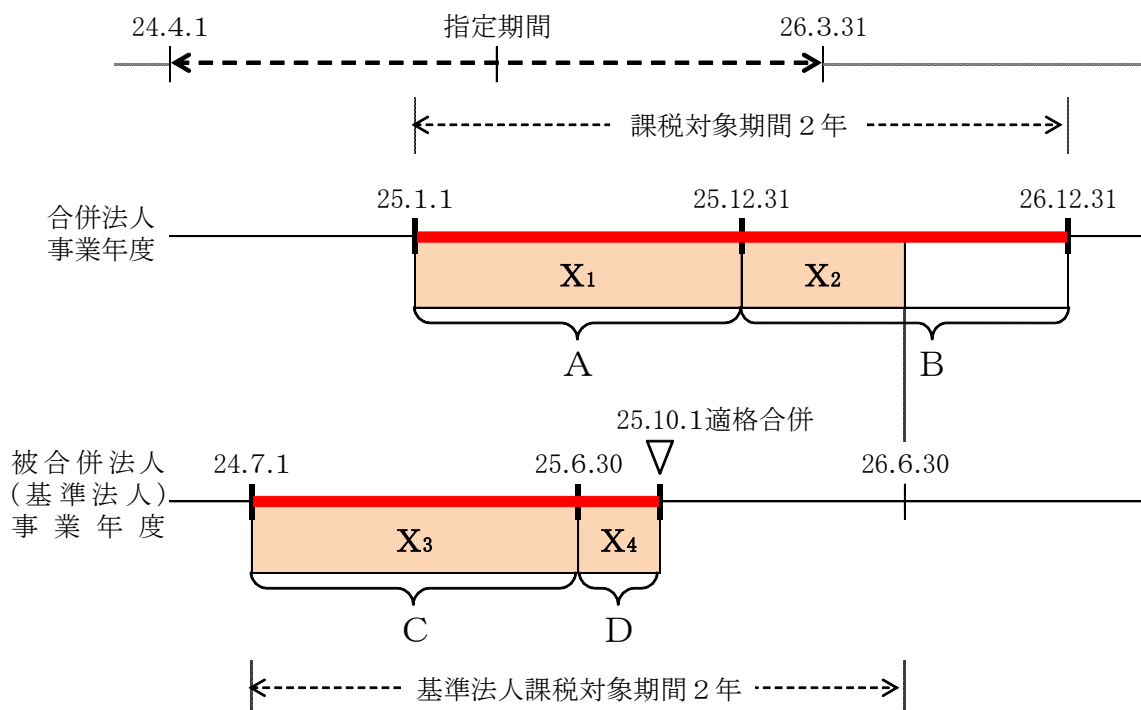 24.4.1
指定期間
26.3.31
課税対象期間２年
25.1.1
25.12.31
26.12.31
合併法人
事業年度
X1
X2
A
B
25.10.1適格合併
被合併法人
(基準法人)
事業年度
24.7.1
25.6.30
26.6.30
X3
X4
C
D
基準法人課税対象期間２年